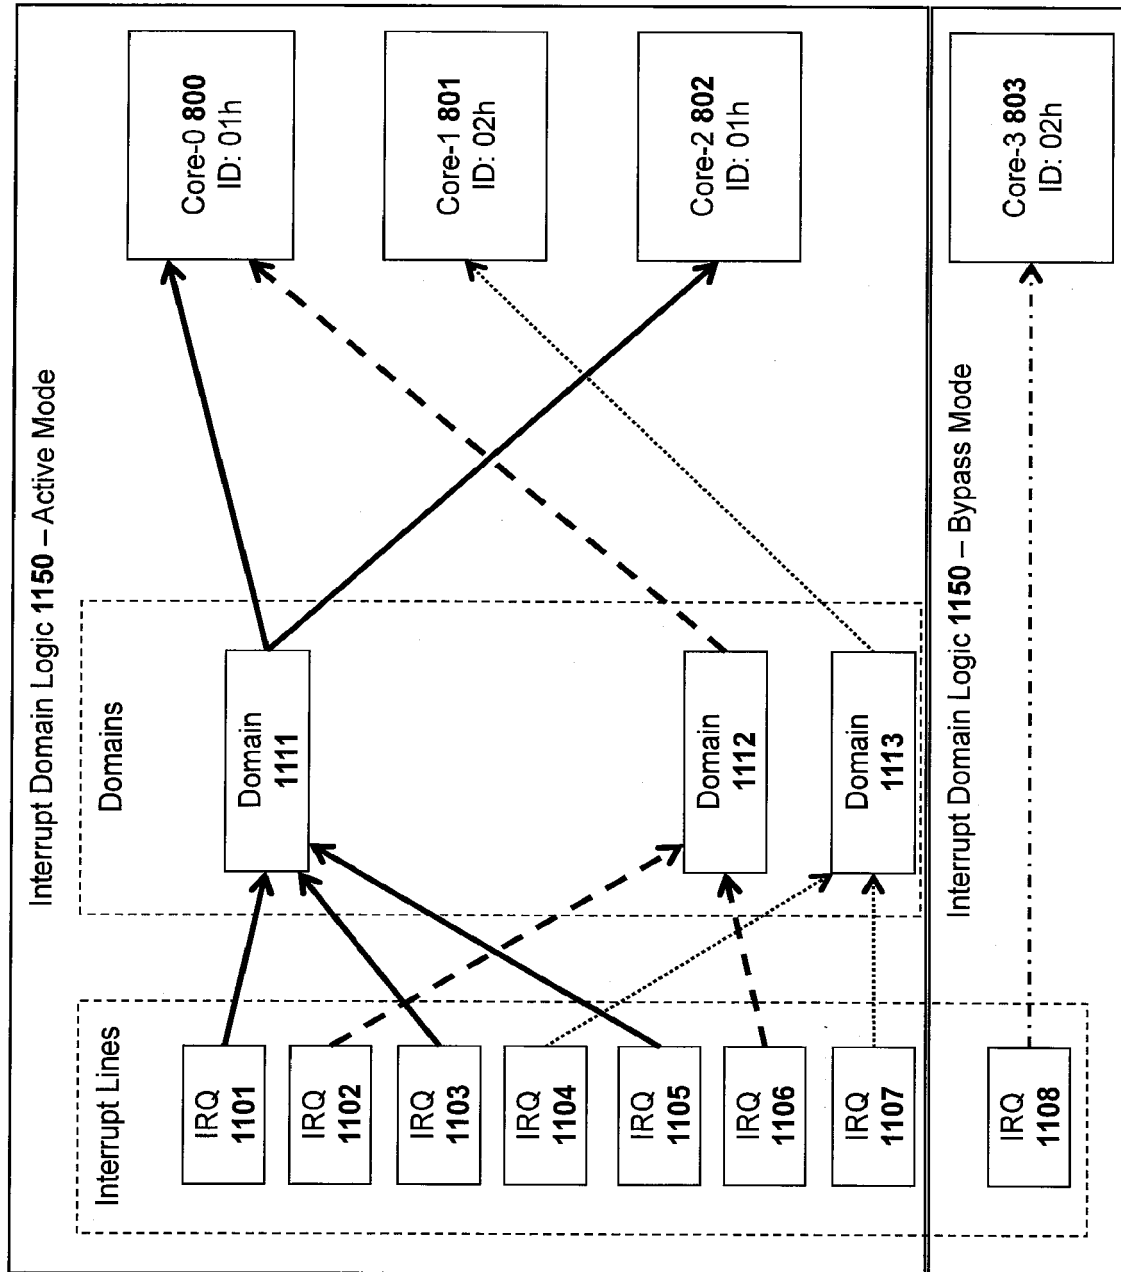 Interrupt Domain Logic 1150 – Active Mode
Interrupt Lines
IRQ
1101
IRQ
1102
IRQ
1103
IRQ
1104
IRQ
1105
IRQ
1106
IRQ
1107
IRQ
1108
Domains
Domain
1111
Domain
1112
Domain
1113
Core-0 800
ID: 01h
Core-1 801
ID: 02h
Core-2 802
ID: 01h
Interrupt Domain Logic 1150 – Bypass Mode
Core-3 803
ID: 02h